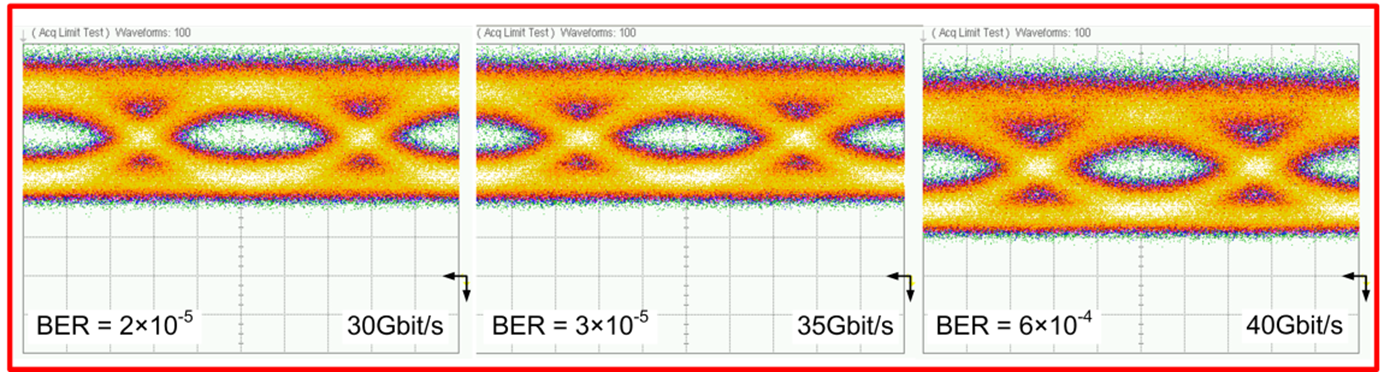 ( Acq Limit Test ) Waveforms: 100
BER = 2×10-5
30Gbit/s
( Acq Limit Test ) Waveforms: 100
BER = 3×10-5
35Gbit/s
( Acq Limit Test ) Waveforms: 100
BER = 6×10-4
40Gbit/s